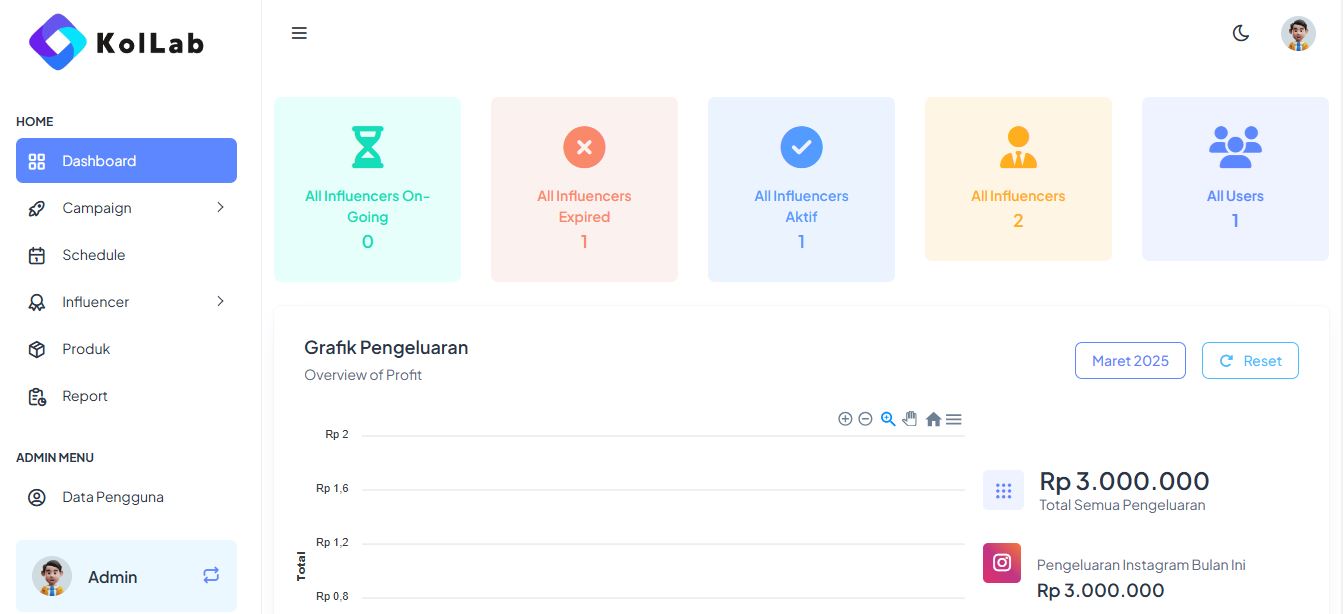 KolLab
HOME
Dashboard
Campaign
Schedule
Influencer
Produk
Report
ADMIN MENU
Data Pengguna
Admin
All Influencers On-
Going
0
All Influencers
Expired
1
All Influencers
Aktif
1
All Influencers
2
All Users
1
Grafik Pengeluaran
Overview of Profit
Maret 2025
Reset
Rp 2
Rp 1,6
Rp 1,2
Rp 0,8
Total
Rp 3.000.000
Total Semua Pengeluaran
Pengeluaran Instagram Bulan Ini
Rp 3.000.000